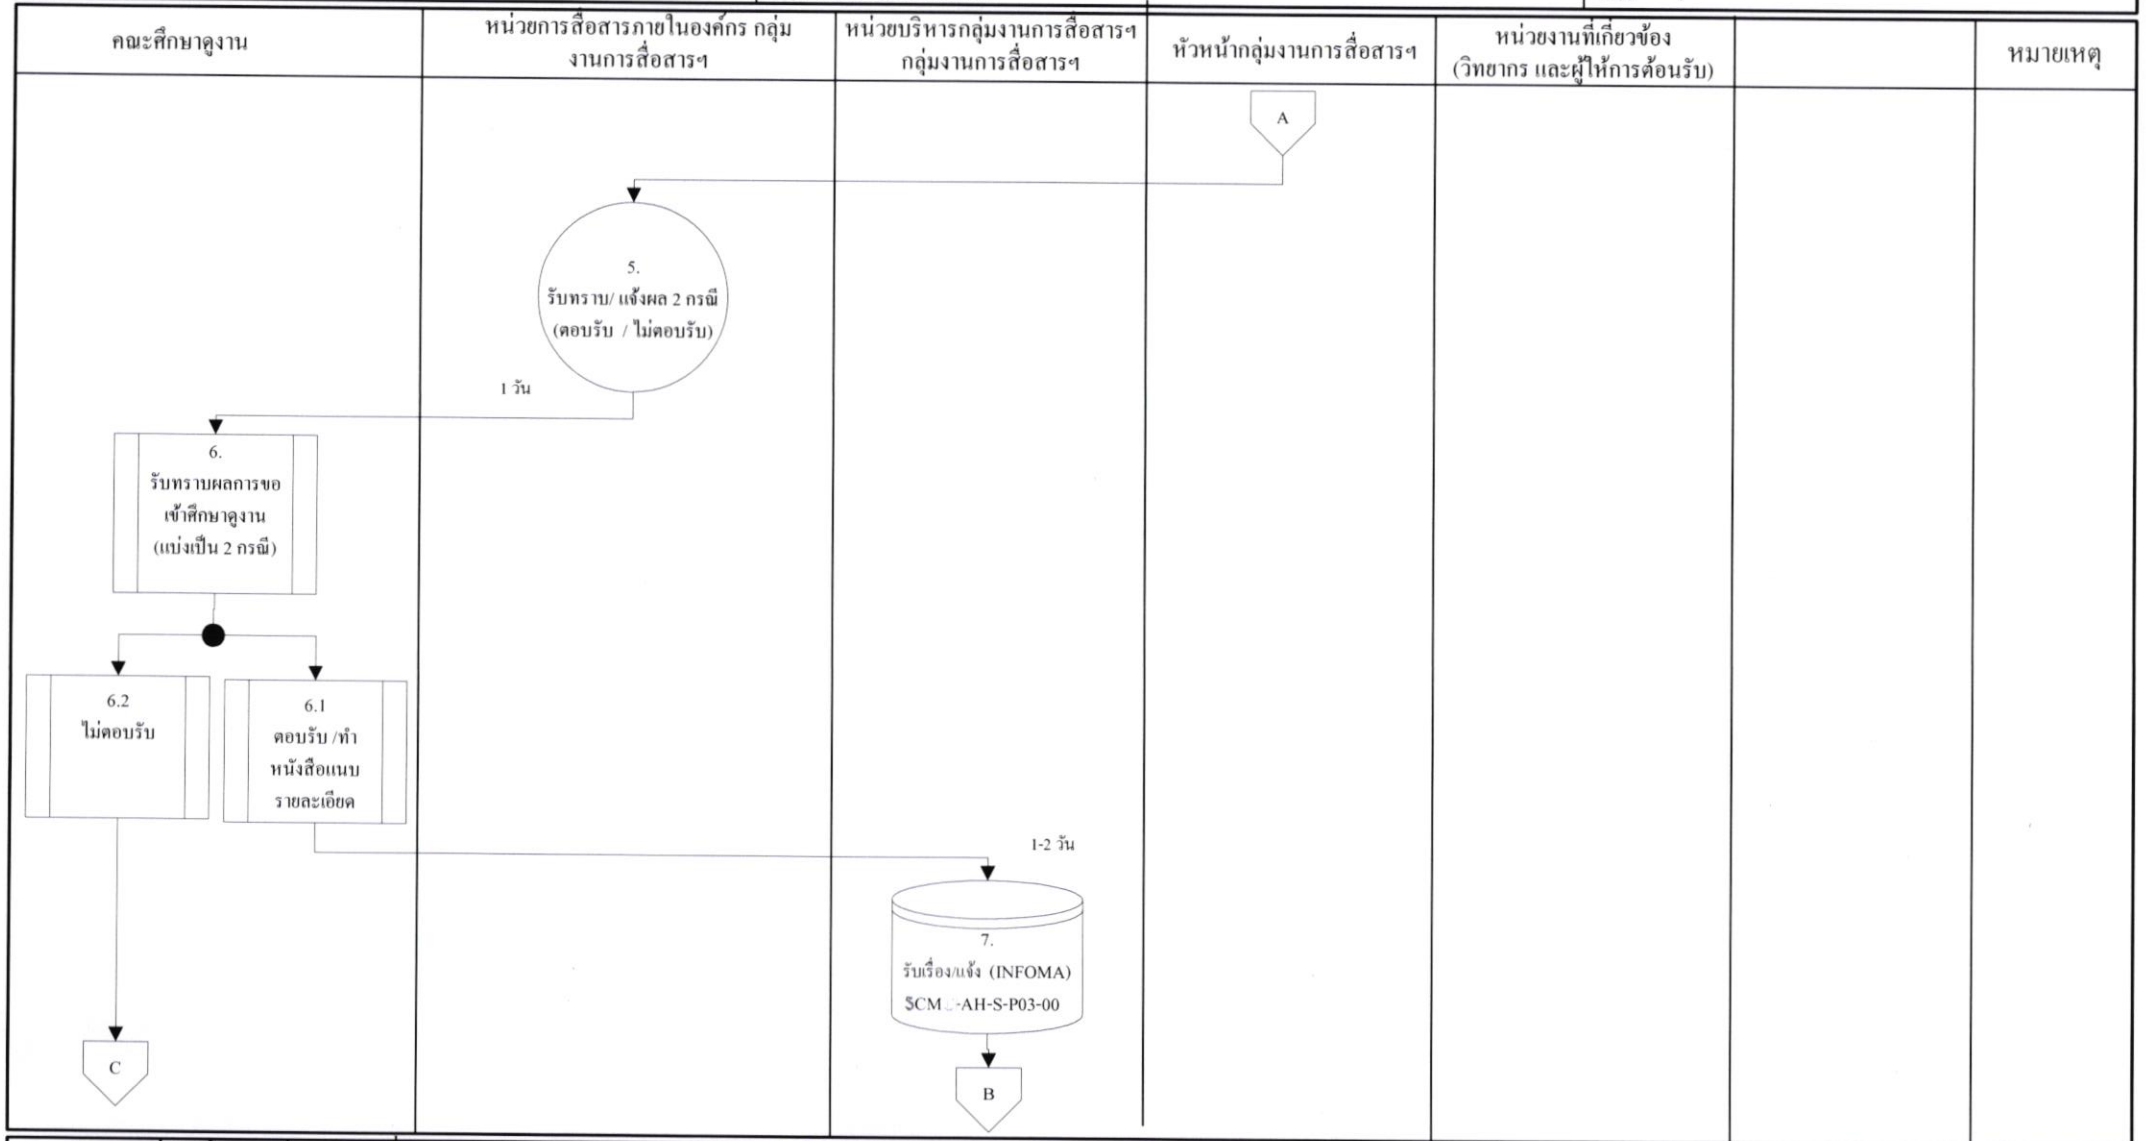 คณะศึกษาดูงาน
หน่วยการสื่อสารภายในองค์กร กลุ่ม
งานการสื่อสารฯ
หน่วยบริหารกลุ่มงานการสื่อสารฯ
กลุ่มงานการสื่อสารฯ
หัวหน้ากลุ่มงานการสื่อสารฯ
หน่วยงานที่เกี่ยวข้อง
(วิทยากร และผู้ให้การต้อนรับ)
หมายเหตุ
A
5.
รับทราบ/ แจ้งผล 2 กรณี
(ตอบรับ / ไม่ตอบรับ)
1 วัน
6.
รับทราบผลการขอ
เข้าศึกษาดูงาน
(แบ่งเป็น 2 กรณี)
6.2
ไม่ตอบรับ
6.1
ตอบรับ /ทำ
หนังสือแนบ
รายละเอียด
1-2 วัน
7.
รับเรื่อง/แจ้ง (INFOMA)
-AH-S-P03-00
C
B